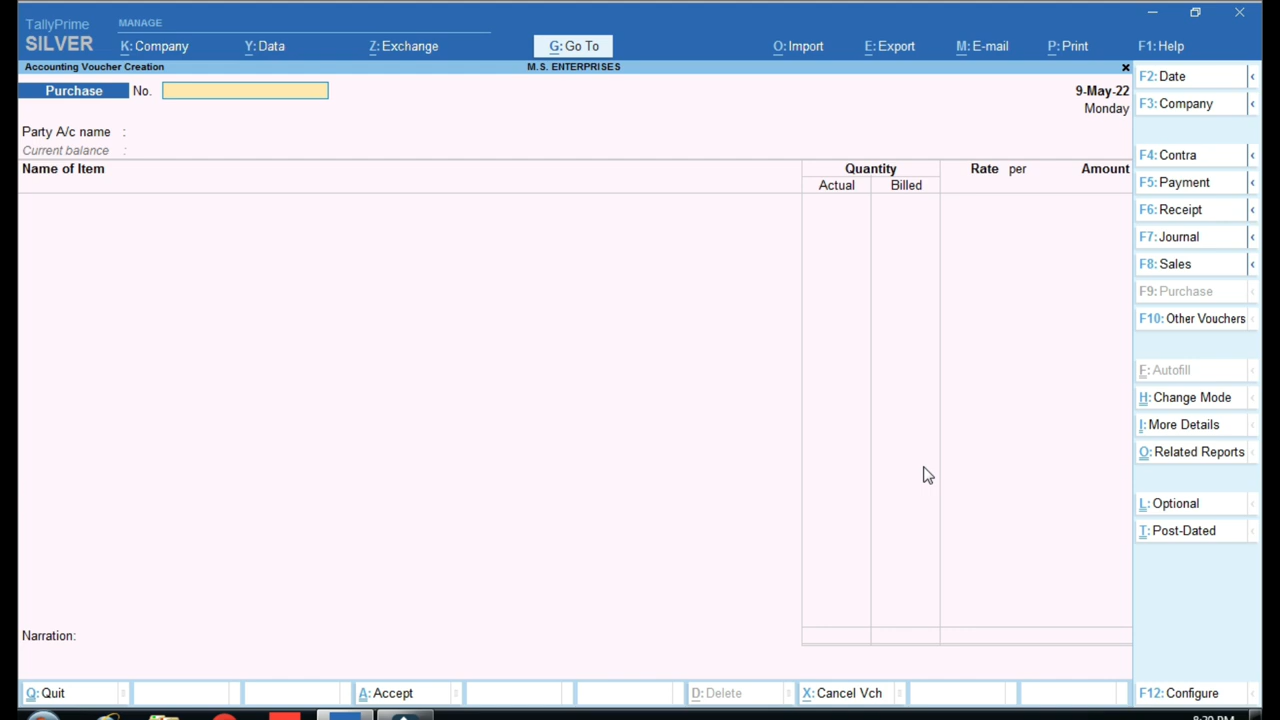 TallyPrime
MANAGE
SILVER
K: Company
Y: Data
Z: Exchange
G: Go To
O: Import
E: Export
M: E-mail
P: Print
F1: Help
Accounting Voucher Creation
M.S. ENTERPRISES
Purchase No.
9-May-22
Monday
Party A/c name :
Current balance :
Name of Item
Quantity
Rate per
Amount
Actual
Billed
Narration:
F2: Date
F3: Company
F4: Contra
F5: Payment
F6: Receipt
F7: Journal
F8: Sales
F9: Purchase
F10: Other Vouchers
F: Autofill
H: Change Mode
I: More Details
O: Related Reports
L: Optional
T: Post-Dated
Q: Quit
A: Accept
D: Delete
X: Cancel Vch
F12: Configure